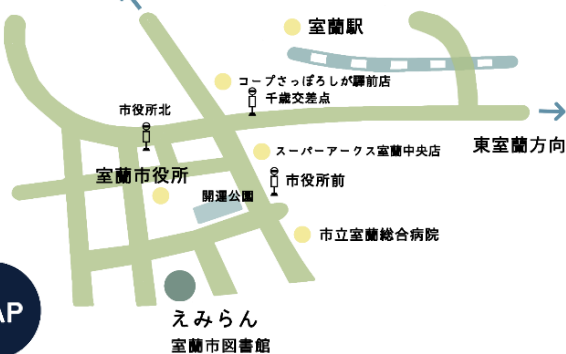 室蘭駅
コープさっぽろしが驛前店
千歳交差点
市役所北
東室蘭方向
スーパーアークス室蘭中央店
室蘭市役所
市役所前
開運公園
市立室蘭総合病院
AP
えみらん
室蘭市図書館